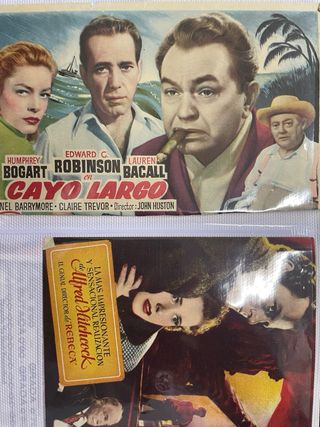 HUMPHREY BOGART
EDWARD G. ROBINSON
LAUREN BACALL
en
CAYO LARGO
NEL BARRYMORE - CLAIRE TREVOR - Director: JOHN HUSTON
LA MAS IMPRESIONANTE
Y SENSACIONAL REALIZACION
de Alfred Hitchcock
EL GENIAL DIRECTOR de REBECA